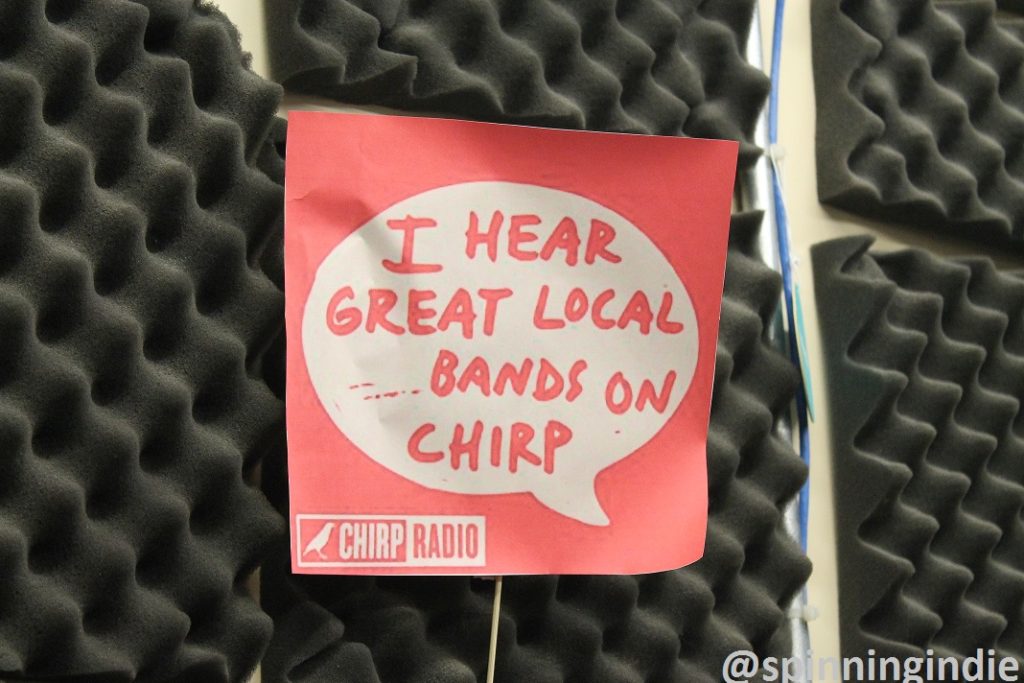 I HEAR
GREAT LOCAL
BANDS ON
CHIRP
CHIRP RADIO
@spinningindie